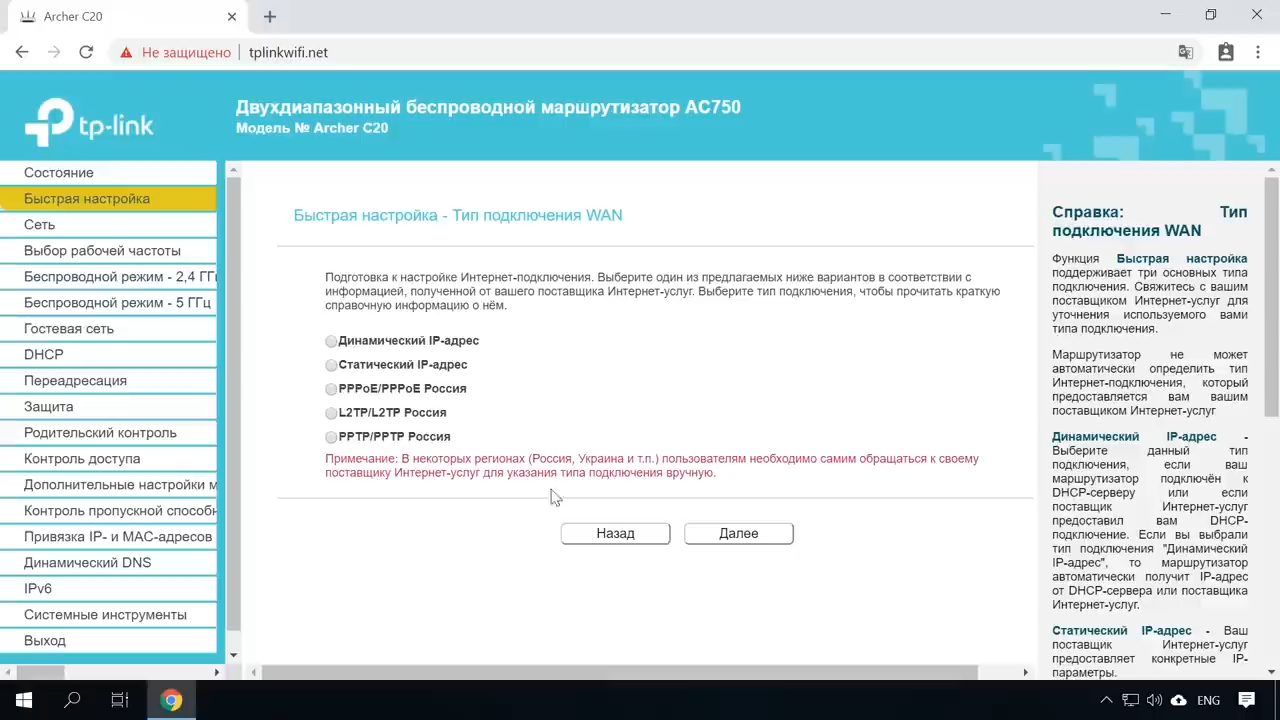 Archer C20
Не защищено
tplinkwifi.net
tp-link
Двухдиапазонный беспроводной маршрутизатор AC750
Модель № Archer C20
Состояние
Быстрая настройка
Сеть
Выбор рабочей частоты
Беспроводной режим - 2,4 ГГ
Беспроводной режим - 5 ГГц
Гостевая сеть
DHCP
Переадресация
Защита
Родительский контроль
Контроль доступа
Дополнительные настройки м
Контроль пропускной способн
Привязка IP- и MAC-адресов
Динамический DNS
IPv6
Системные инструменты
Выход
Быстрая настройка - Тип подключения WAN
Подготовка к настройке Интернет-подключения. Выберите один из предлагаемых ниже вариантов в соответствии с
информацией, полученной от вашего поставщика Интернет-услуг. Выберите тип подключения, чтобы прочитать краткую
справочную информацию о нём.
Динамический IP-адрес
Статический IP-адрес
PPPoE/PPPoE Россия
L2TP/L2TP Россия
PPTP/PPTP Россия
Примечание: В некоторых регионах (Россия, Украина и т.п.) пользователям необходимо самим обращаться к своему
поставщику Интернет-услуг для указания типа подключения вручную.
Назад
Далее
Справка: Тип
подключения WAN
Функция Быстрая настройка
поддерживает три основных типа
подключения. Свяжитесь с вашим
поставщиком Интернет-услуг для
уточнения используемого вами
типа подключения.
Маршрутизатор не может
автоматически определить тип
Интернет-подключения, который
предоставляется вам вашим
поставщиком Интернет-услуг
Динамический IP-адрес -
Выберите данный тип
подключения, если ваш
маршрутизатор подключён к
DHCP-серверу или если
поставщик Интернет-услуг
предоставил вам DHCP-
подключение. Если вы выбрали
тип подключения "Динамический
IP-адрес", то маршрутизатор
автоматически получит IP-адрес
от DHCP-сервера или поставщика
Интернет-услуг.
Статический IP-адрес - Ваш
поставщик Интернет-услуг
предоставляет конкретные IP-
параметры.
ENG